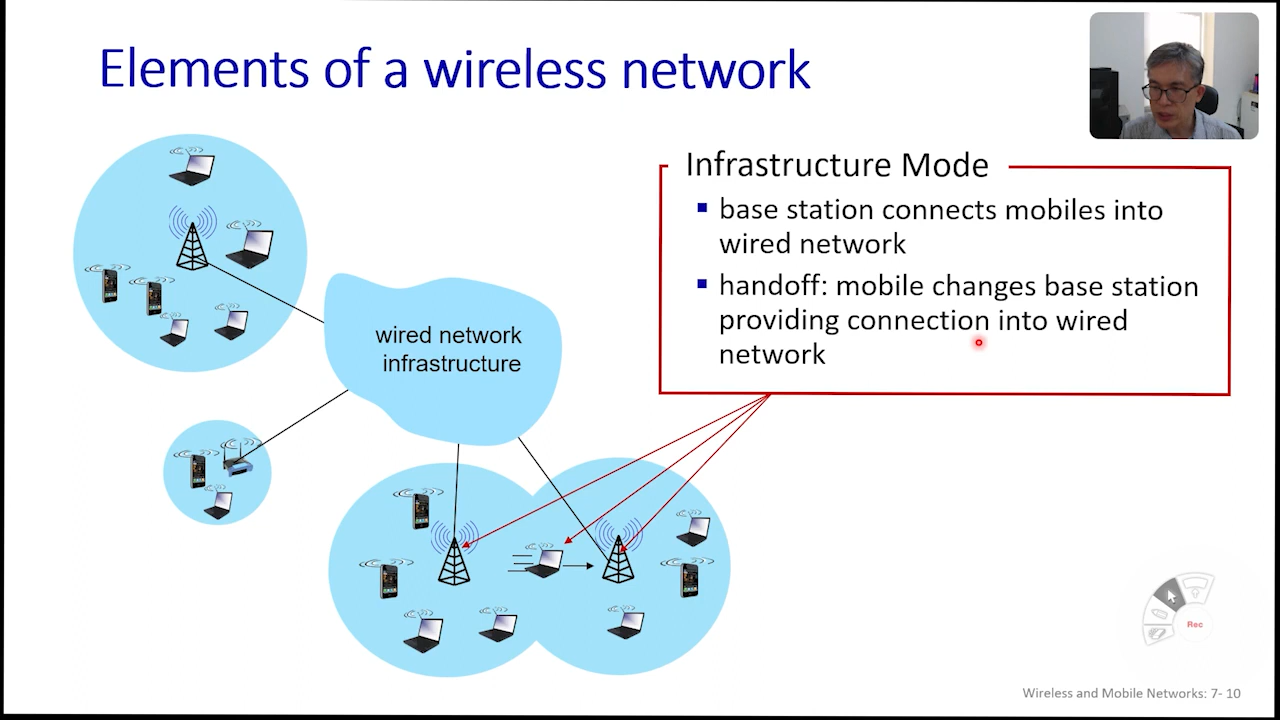 Elements of a wireless network
Infrastructure Mode
base station connects mobiles into
wired network
handoff: mobile changes base station
providing connection into wired
network
wired network
infrastructure
Rec
Wireless and Mobile Networks: 7- 10